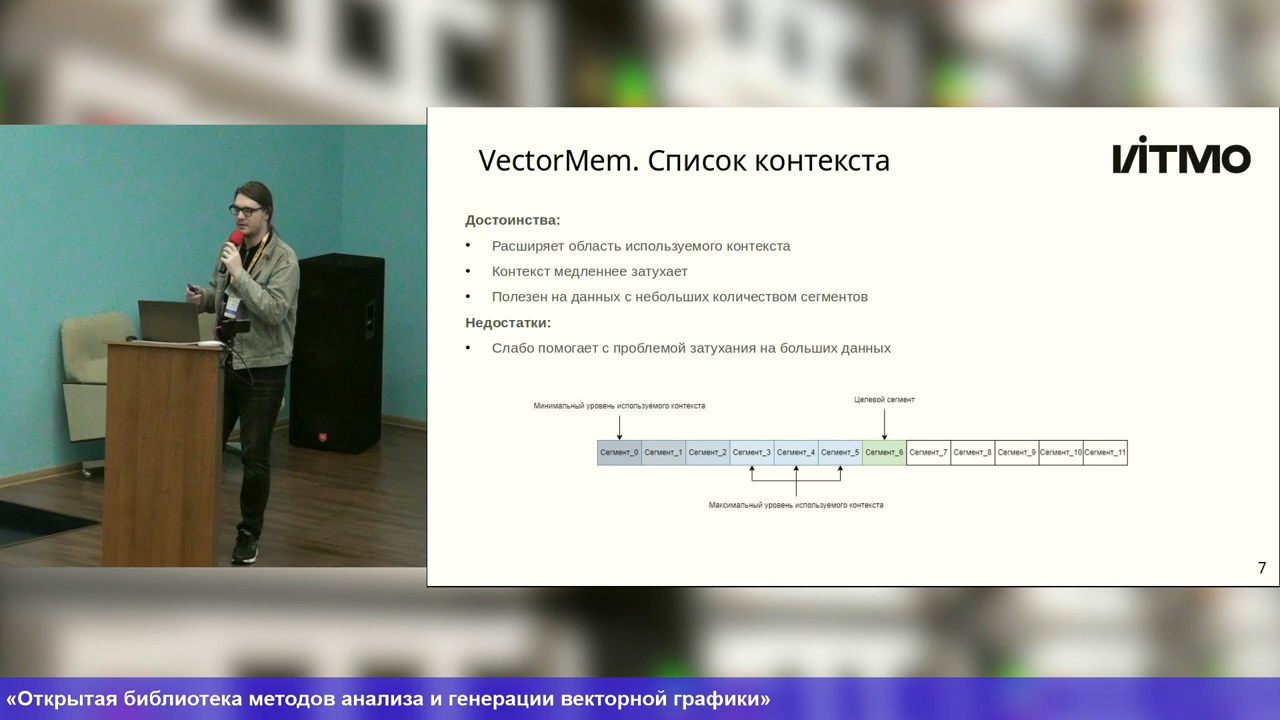 VectorMem. Список контекста
ИТМО
Достоинства:
• Расширяет область используемого контекста
• Контекст медленнее затухает
• Полезен на данных с небольших количеством сегментов
Недостатки:
• Слабо помогает с проблемой затухания на больших данных
Минимальный уровень используемого контекста
Целевой сегмент
Сегмент_0 Сегмент_1 Сегмент_2 Сегмент_3 Сегмент_4 Сегмент_5 Сегмент_6 Сегмент_7 Сегмент_8 Сегмент_9 Сегмент_10 Сегмент_11
Максимальный уровень используемого контекста
7
«Открытая библиотека методов анализа и генерации векторной графики»